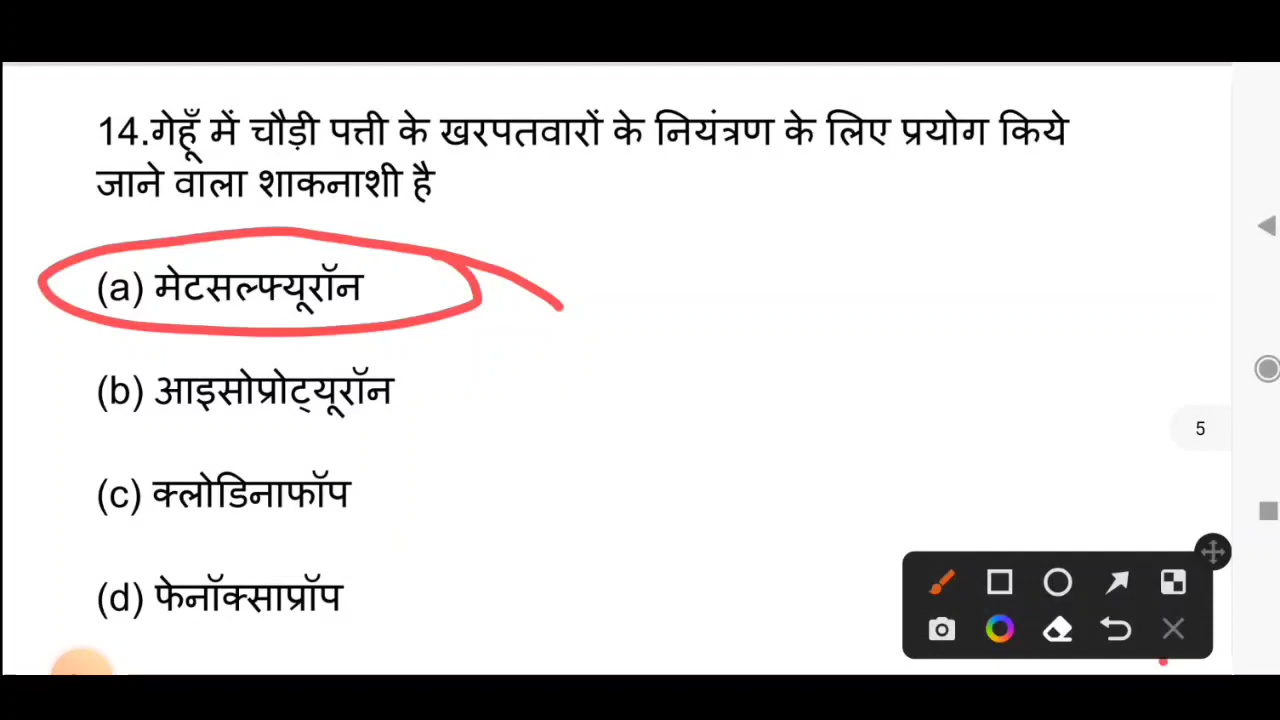 14.गेहूँ में चौड़ी पत्ती के खरपतवारों के नियंत्रण के लिए प्रयोग किये
जाने वाला शाकनाशी है
(a) मेटसल्फ्यूरॉन
(b) आइसोप्रोट्यूरॉन
(c) क्लोडिनाफॉप
(d) फेनॉक्साप्रॉप
5